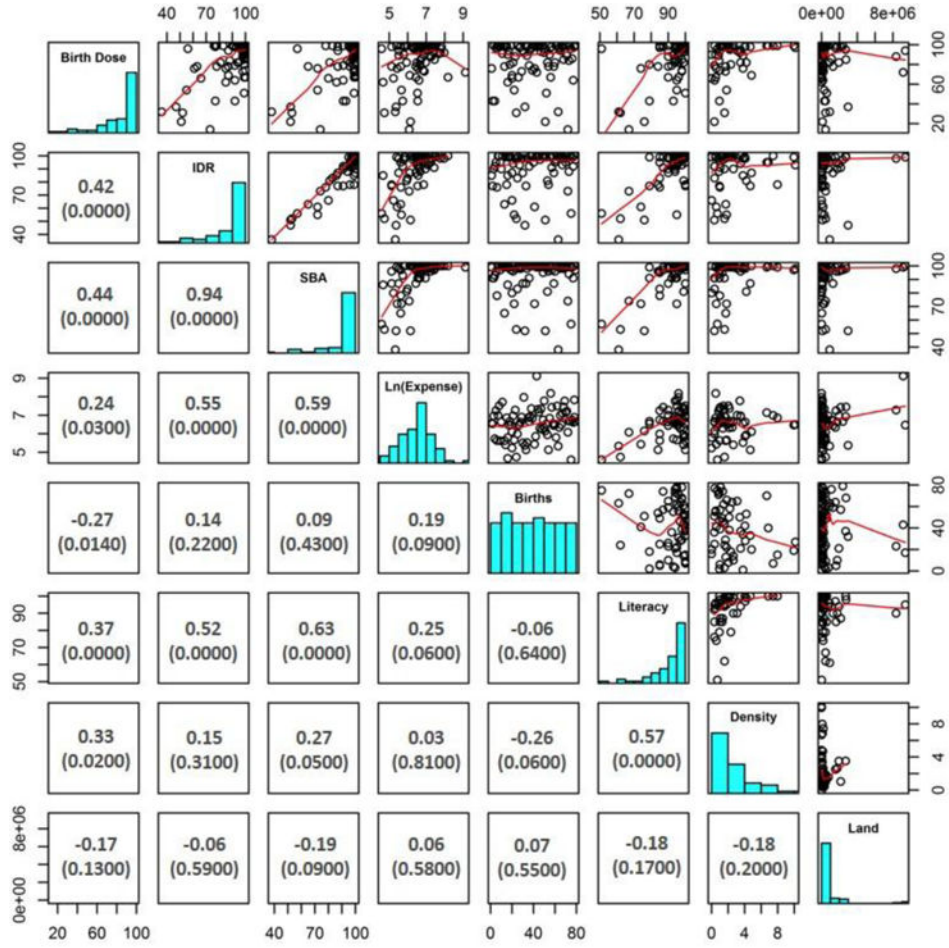 40 70 100 5 7 9 50 70 90 0e+00 8e+06
Birth Dose 20 60 100
40 70 100 0.42 IDR
(0.0000)
0.44 0.94 SBA 40 70 100
(0.0000) (0.0000)
5 7 9 0.24 0.55 0.59 Ln(Expense)
(0.0300) (0.0000) (0.0000)
-0.27 0.14 0.09 0.19 Births 0 40 80
(0.0140) (0.2200) (0.4300) (0.0900)
50 70 90 0.37 0.52 0.63 0.25 -0.06 Literacy
(0.0000) (0.0000) (0.0000) (0.0600) (0.6400)
0.33 0.15 0.27 0.03 -0.26 0.57 Density 0 4 8
(0.0200) (0.3100) (0.0500) (0.8100) (0.0600) (0.0000)
0e+00 8e+06 -0.17 -0.06 -0.19 0.06 0.07 -0.18 -0.18 Land
(0.1300) (0.5900) (0.0900) (0.5800) (0.5500) (0.1700) (0.2000)
20 60 100 40 70 100 0 40 80 0 4 8